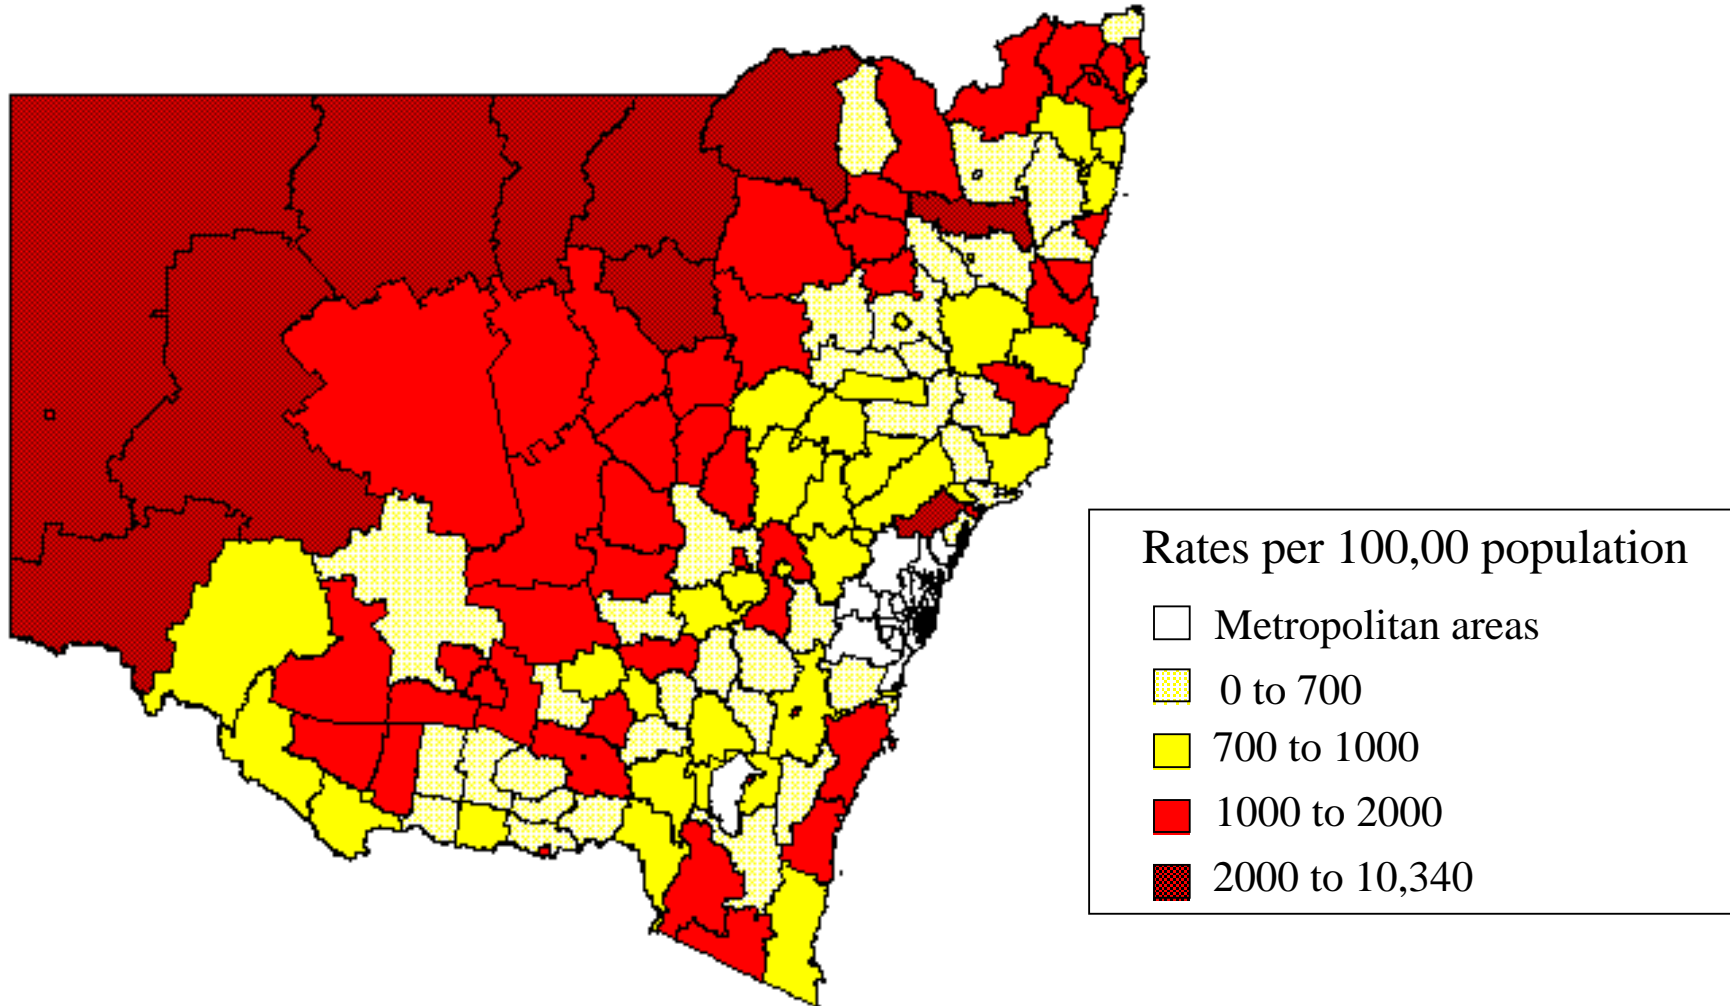 Rates per 100,00 population
Metropolitan areas
0 to 700
700 to 1000
1000 to 2000
2000 to 10,340